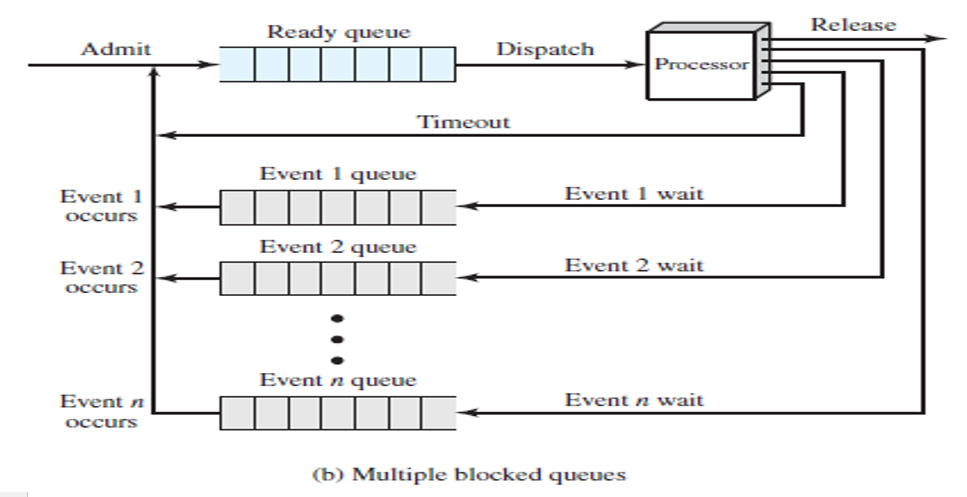 Release
Ready queue
Admit
Dispatch
Processor
Timeout
Event 1 queue
Event 1
occurs
Event 1 wait
Event 2 queue
Event 2
occurs
Event 2 wait
Event n queue
Event n
occurs
Event n wait
(b) Multiple blocked queues